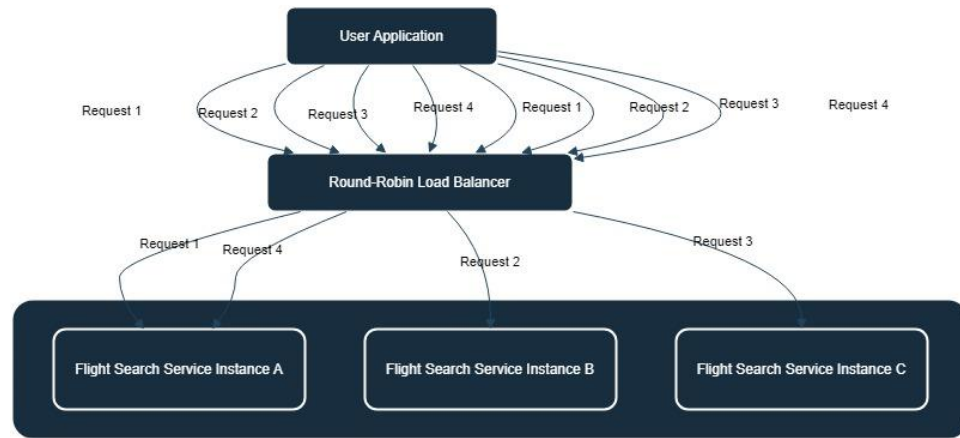 User Application
Request 1
Request 2
Request 3
Request 4
Request 1
Request 2
Request 3
Request 4
Round-Robin Load Balancer
Request 1
Request 4
Request 2
Request 3
Flight Search Service Instance A
Flight Search Service Instance B
Flight Search Service Instance C